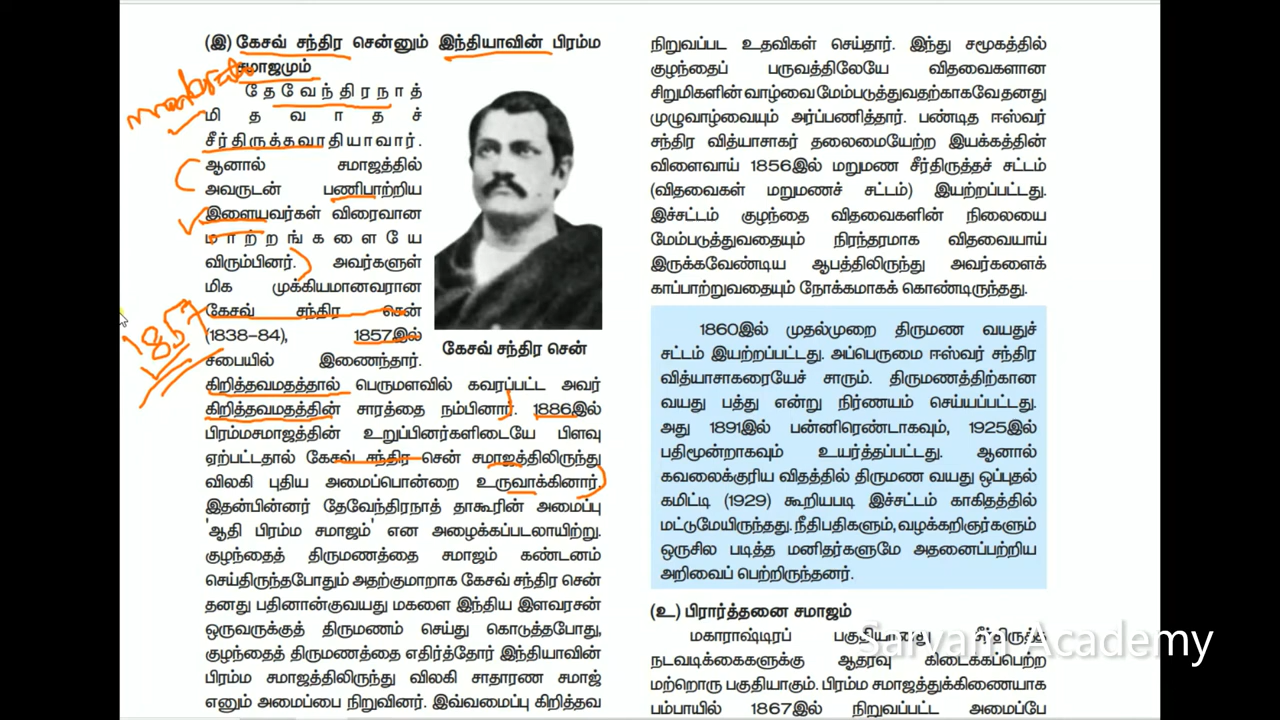 (இ) கேசவ் சந்திர சென்னும் இந்தியாவின் பிரம்ம
சமாஜமும்
தேவேந்திரநாத்
மிதவாதச்
சீர்திருக்கவாதியாவார்.
ஆனால் சமாஜத்தில்
அவருடன் பணியாற்றிய
இளையவர்கள் விரைவான
மாற்றங்களையே
விரும்பினர். அவர்களுள்
மிக முக்கியமானவரான
கேசவ் சந்திர சென்
(1838–84), 1857இல்
சபையில் இணைந்தார்.
கிறித்தவமதத்தால் பெருமளவில் கவரப்பட்ட அவர்
கிறித்தவமதத்தின் சாரத்தை நம்பினார். 1886இல்
பிரம்மசமாஜத்தின் உறுப்பினர்களிடையே பிளவு
ஏற்பட்டதால் கேசவ் சந்திர சென் சமாஜத்திலிருந்து
விலகி புதிய அமைப்பொன்றை உருவாக்கினார்.
இதன்பின்னர் தேவேந்திரநாத் தாகூரின் அமைப்பு
'ஆதி பிரம்ம சமாஜம்' என அழைக்கப்படலாயிற்று.
குழந்தைத் திருமணத்தை சமாஜம் கண்டனம்
செய்திருந்தபோதும் அதற்குமாறாக கேசவ் சந்திர சென்
தனது பதினான்குவயது மகளை இந்திய இளவரசன்
ஒருவருக்குத் திருமணம் செய்து கொடுத்தபோது,
குழந்தைத் திருமணத்தை எதிர்த்தோர் இந்தியாவின்
பிரம்ம சமாஜத்திலிருந்து விலகி சாதாரண சமாஜ்
எனும் அமைப்பை நிறுவினர். இவ்வமைப்பு கிறித்தவ
கேசவ் சந்திர சென்
1857
நிறுவப்பட உதவிகள் செய்தார். இந்து சமூகத்தில்
குழந்தைப் பருவத்திலேயே விதவைகளான
சிறுமிகளின் வாழ்வை மேம்படுத்துவதற்காகவே தனது
முழுவாழ்வையும் அர்ப்பணித்தார். பண்டித ஈஸ்வர்
சந்திர வித்யாசாகர் தலைமையேற்ற இயக்கத்தின்
விளைவாய் 1856இல் மறுமண சீர்திருத்தச் சட்டம்
(விதவைகள் மறுமணச் சட்டம்) இயற்றப்பட்டது.
இச்சட்டம் குழந்தை விதவைகளின் நிலையை
மேம்படுத்துவதையும் நிரந்தரமாக விதவையாய்
இருக்கவேண்டிய ஆபத்திலிருந்து அவர்களைக்
காப்பாற்றுவதையும் நோக்கமாகக் கொண்டிருந்தது.
1860இல் முதல்முறை திருமண வயதுச்
சட்டம் இயற்றப்பட்டது. அப்பெருமை ஈஸ்வர் சந்திர
வித்யாசாகரையேச் சாரும். திருமணத்திற்கான
வயது பத்து என்று நிர்ணயம் செய்யப்பட்டது.
அது 1891இல் பன்னிரெண்டாகவும், 1925இல்
பதிமூன்றாகவும் உயர்த்தப்பட்டது. ஆனால்
கவலைக்குரிய விதத்தில் திருமண வயது ஒப்புதல்
கமிட்டி (1929) கூறியபடி இச்சட்டம் காகிதத்தில்
மட்டுமேயிருந்தது. நீதிபதிகளும், வழக்கறிஞர்களும்
ஒருசில படித்த மனிதர்களுமே அதனைப்பற்றிய
அறிவைப் பெற்றிருந்தனர்.
(உ) பிரார்த்தனை சமாஜம்
மகாராஷ்டிரப் பகுதியானது சீர்திருத்த
நடவடிக்கைகளுக்கு ஆதரவு கிடைக்கப்பெற்ற
மற்றொரு பகுதியாகும். பிரம்ம சமாஜத்துக்கிணையாக
பம்பாயில் 1867இல் நிறுவப்பட்ட அமைப்பே
Sarvam Academy